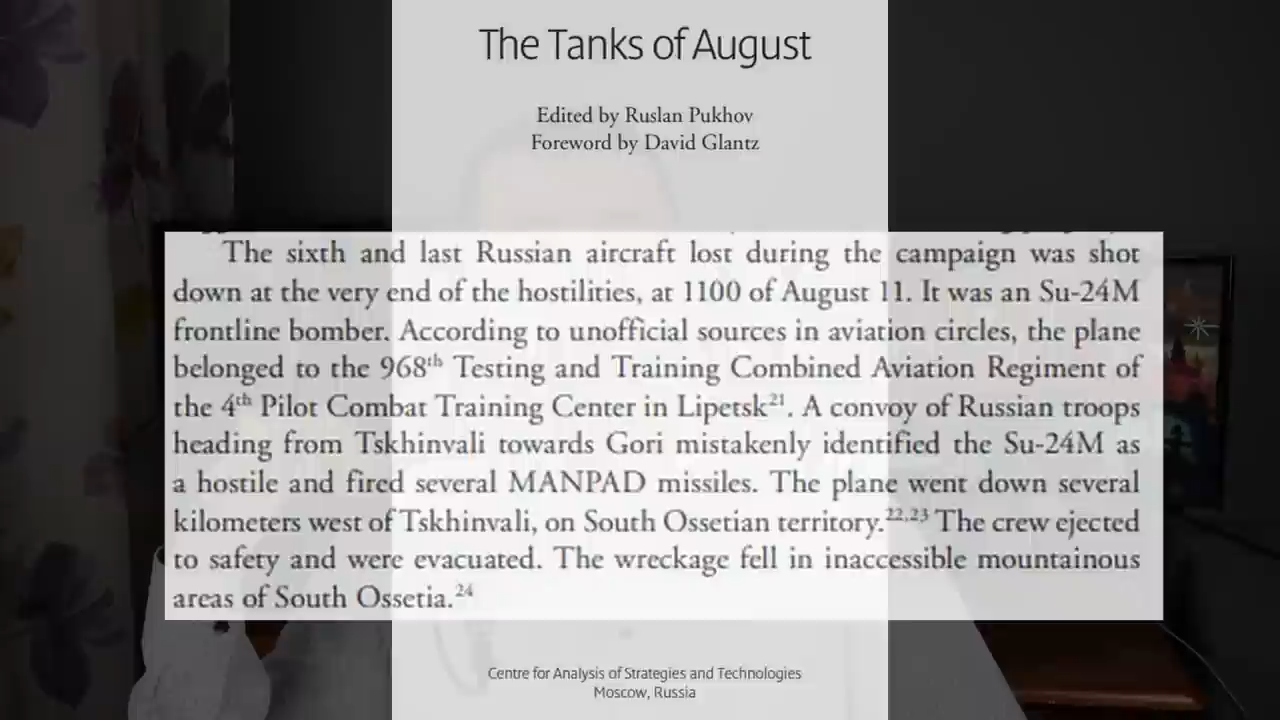 The Tanks of August
Edited by Ruslan Pukhov
Foreword by David Glantz
The sixth and last Russian aircraft lost during the campaign was shot
down at the very end of the hostilities, at 1100 of August 11. It was an Su-24M
frontline bomber. According to unofficial sources in aviation circles, the plane
belonged to the 968th Testing and Training Combined Aviation Regiment of
the 4th Pilot Combat Training Center in Lipetsk21. A convoy of Russian troops
heading from Tskhinvali towards Gori mistakenly identified the Su-24M as
a hostile and fired several MANPAD missiles. The plane went down several
kilometers west of Tskhinvali, on South Ossetian territory.22,23 The crew ejected
to safety and were evacuated. The wreckage fell in inaccessible mountainous
areas of South Ossetia.24
Centre for Analysis of Strategies and Technologies
Moscow, Russia